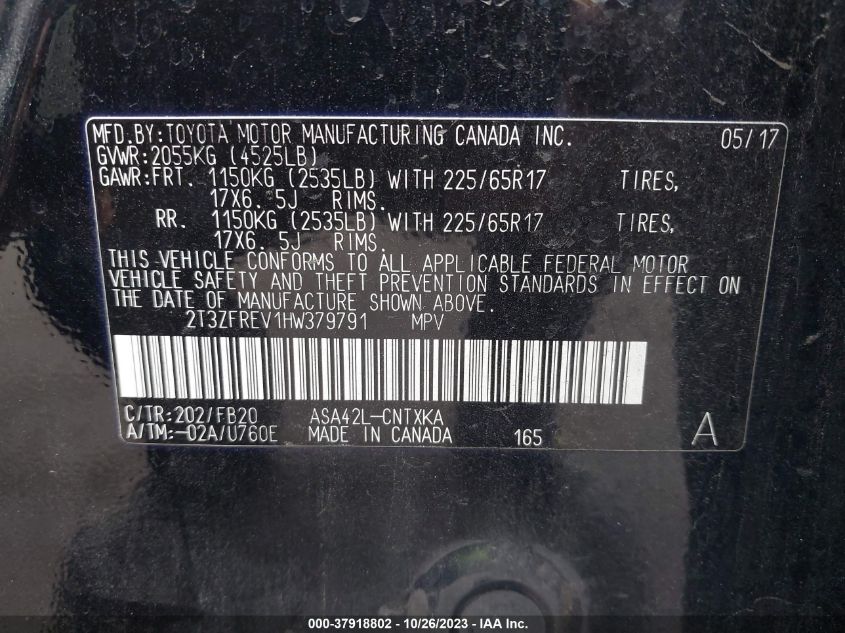 MFD.BY:TOYOTA MOTOR MANUFACTURING CANADA INC. 05/17
GVWR:2055KG (4525LB)
GAWR:FRT. 1150KG (2535LB) WITH 225/65R17 TIRES,
17X6.5J RIMS.
RR. 1150KG (2535LB) WITH 225/65R17 TIRES,
17X6.5J RIMS.
THIS VEHICLE CONFORMS TO ALL APPLICABLE FEDERAL MOTOR
VEHICLE SAFETY AND THEFT PREVENTION STANDARDS IN EFFECT ON
THE DATE OF MANUFACTURE SHOWN ABOVE.
2T3ZFREV1HW379791 MPV
C/TR:202/FB20 ASA42L-CNTXKA
A/TM:-02A/U760E MADE IN CANADA 165 A
000-37918802 - 10/26/2023 - IAA Inc.